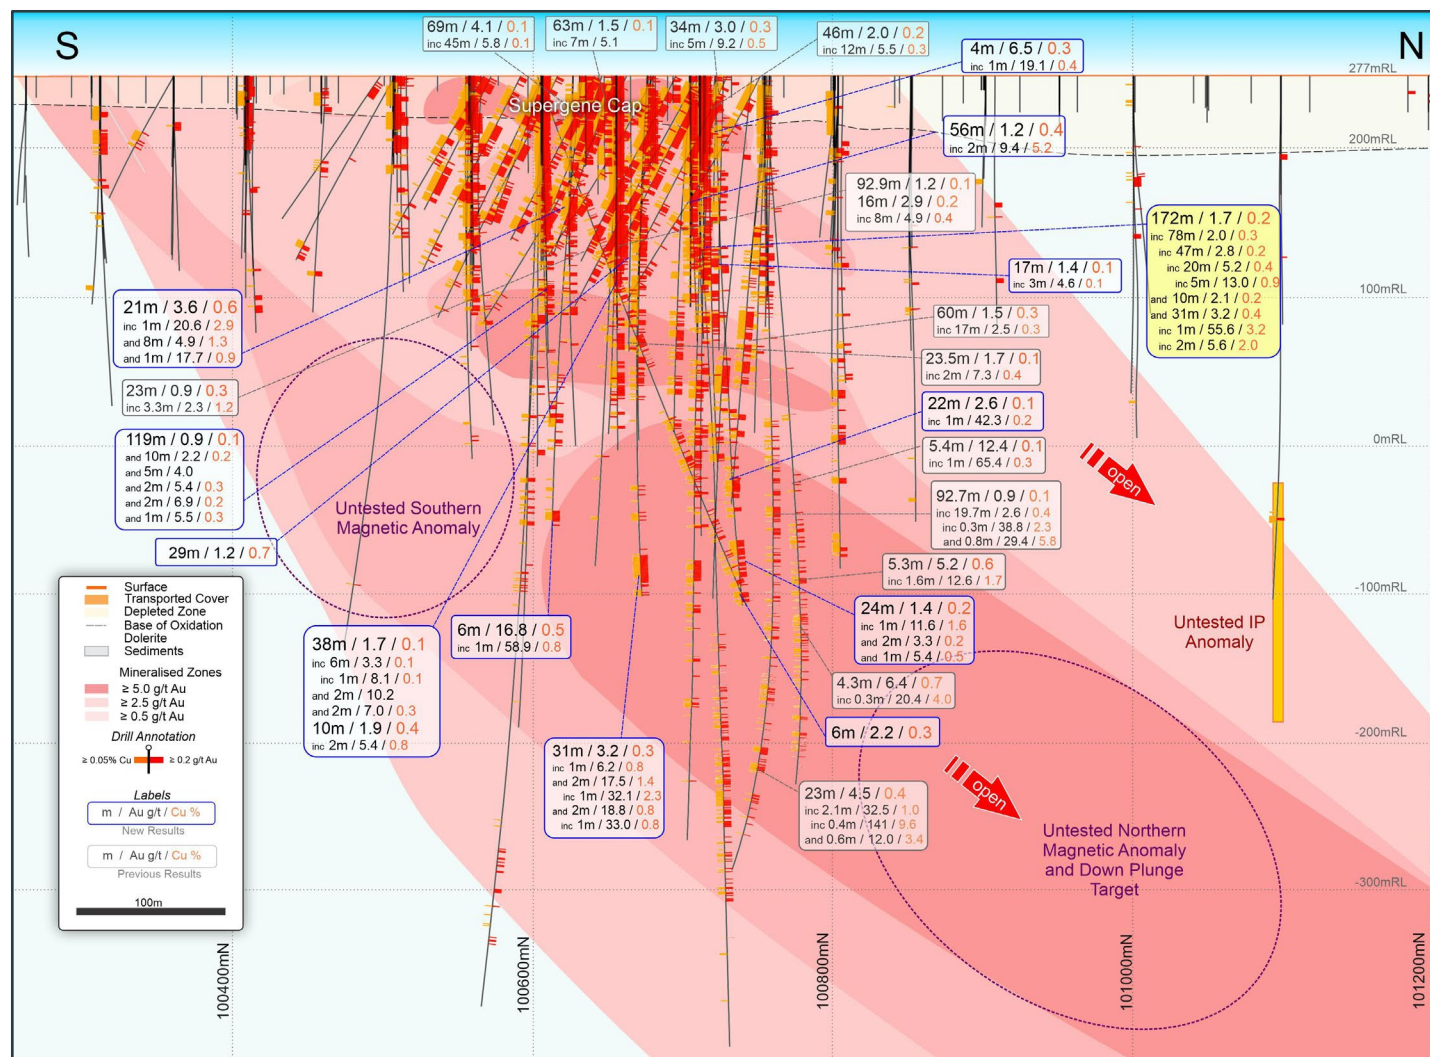 S
N
69m / 4.1 / 0.1
inc 45m / 5.8 / 0.1
63m / 1.5 / 0.1
inc 7m / 5.1
34m / 3.0 / 0.3
inc 5m / 9.2 / 0.5
46m / 2.0 / 0.2
inc 12m / 5.5 / 0.3
4m / 6.5 / 0.3
inc 1m / 19.1 / 0.4
277mRL
Supergene Cap
56m / 1.2 / 0.4
inc 2m / 9.4 / 5.2
200mRL
92.9m / 1.2 / 0.1
16m / 2.9 / 0.2
inc 8m / 4.9 / 0.4
172m / 1.7 / 0.2
inc 78m / 2.0 / 0.3
inc 47m / 2.8 / 0.2
inc 20m / 5.2 / 0.4
inc 5m / 13.0 / 0.9
and 10m / 2.1 / 0.2
and 31m / 3.2 / 0.4
inc 1m / 55.6 / 3.2
inc 2m / 5.6 / 2.0
17m / 1.4 / 0.1
inc 3m / 4.6 / 0.1
100mRL
21m / 3.6 / 0.6
inc 1m / 20.6 / 2.9
and 8m / 4.9 / 1.3
and 1m / 17.7 / 0.9
60m / 1.5 / 0.3
inc 17m / 2.5 / 0.3
23.5m / 1.7 / 0.1
inc 2m / 7.3 / 0.4
23m / 0.9 / 0.3
inc 3.3m / 2.3 / 1.2
22m / 2.6 / 0.1
inc 1m / 42.3 / 0.2
119m / 0.9 / 0.1
and 10m / 2.2 / 0.2
and 5m / 4.0
and 2m / 5.4 / 0.3
and 2m / 6.9 / 0.2
and 1m / 5.5 / 0.3
5.4m / 12.4 / 0.1
inc 1m / 65.4 / 0.3
0mRL
open
Untested Southern
Magnetic Anomaly
92.7m / 0.9 / 0.1
inc 19.7m / 2.6 / 0.4
inc 0.3m / 38.8 / 2.3
and 0.8m / 29.4 / 5.8
29m / 1.2 / 0.7
5.3m / 5.2 / 0.6
inc 1.6m / 12.6 / 1.7
-100mRL
24m / 1.4 / 0.2
inc 1m / 11.6 / 1.6
and 2m / 3.3 / 0.2
and 1m / 5.4 / 0.5
Untested IP
Anomaly
6m / 16.8 / 0.5
inc 1m / 58.9 / 0.8
38m / 1.7 / 0.1
inc 6m / 3.3 / 0.1
inc 1m / 8.1 / 0.1
and 2m / 10.2
and 2m / 7.0 / 0.3
10m / 1.9 / 0.4
inc 2m / 5.4 / 0.8
4.3m / 6.4 / 0.7
inc 0.3m / 20.4 / 4.0
6m / 2.2 / 0.3
-200mRL
31m / 3.2 / 0.3
inc 1m / 6.2 / 0.8
and 2m / 17.5 / 1.4
inc 1m / 32.1 / 2.3
and 2m / 18.8 / 0.8
inc 1m / 33.0 / 0.8
open
23m / 4.5 / 0.4
inc 2.1m / 32.5 / 1.0
inc 0.4m / 141 / 9.6
and 0.6m / 12.0 / 3.4
Untested Northern
Magnetic Anomaly
and Down Plunge
Target
-300mRL
Surface
Transported Cover
Depleted Zone
Base of Oxidation
Dolerite
Sediments
Mineralised Zones
≥ 5.0 g/t Au
≥ 2.5 g/t Au
≥ 0.5 g/t Au
Drill Annotation
≥ 0.05% Cu
≥ 0.2 g/t Au
Labels
m / Au g/t / Cu %
New Results
m / Au g/t / Cu %
Previous Results
100m
100400mN
100600mN
100800mN
101000mN
101200mN